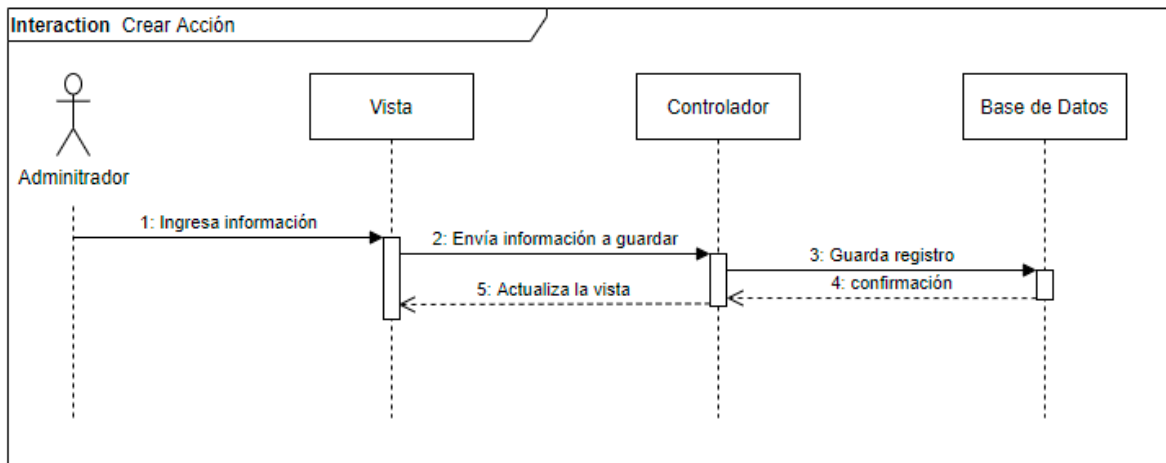 Interaction Crear Acción
Vista
Controlador
Base de Datos
Adminitrador
1: Ingresa información
2: Envía información a guardar
3: Guarda registro
4: confirmación
5: Actualiza la vista